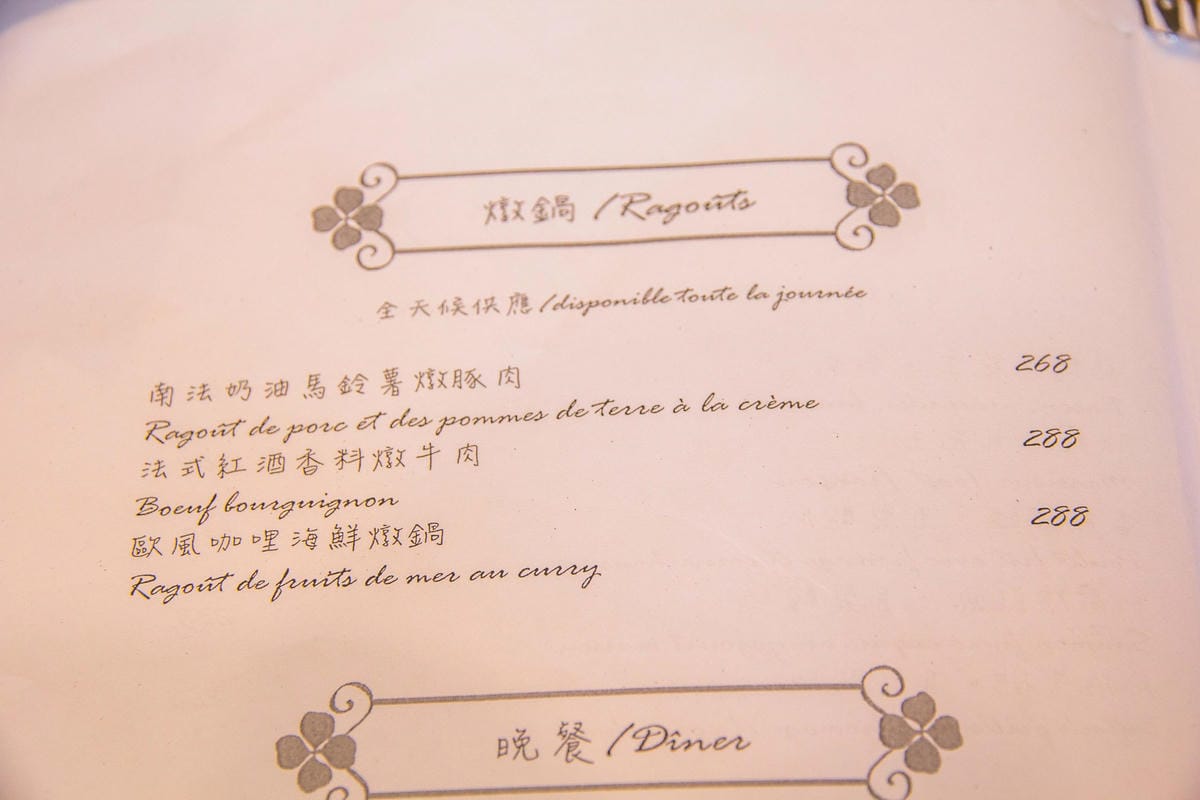 燉鍋 /Ragoûts
全天候供應/disponible toute la journée
南法奶油馬鈴薯燉豚肉 268
Ragoût de porc et des pommes de terre à la crème
法式紅酒香料燉牛肉 288
Boeuf bourguignon
歐風咖哩海鮮燉鍋 288
Ragoût de fruits de mer au curry
晚餐/Dîner